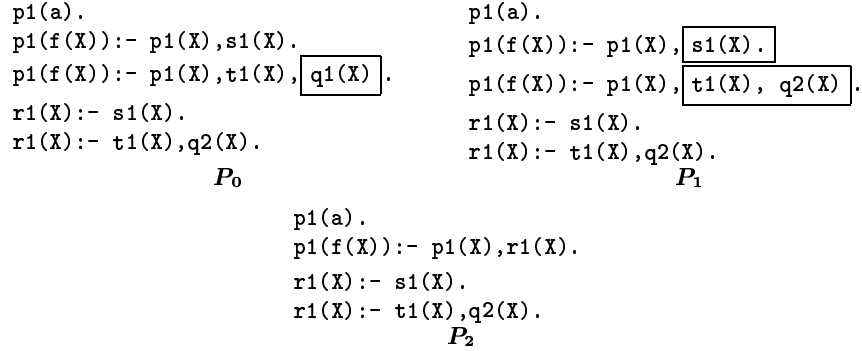 p1(a).
p1(f(X)):- p1(X),s1(X).
p1(f(X)):- p1(X),t1(X), q1(X) .
r1(X):- s1(X).
r1(X):- t1(X),q2(X).
P₀
p1(a).
p1(f(X)):- p1(X), s1(X).
p1(f(X)):- p1(X), t1(X), q2(X) .
r1(X):- s1(X).
r1(X):- t1(X),q2(X).
P₁
p1(a).
p1(f(X)):- p1(X),r1(X).
r1(X):- s1(X).
r1(X):- t1(X),q2(X).
P₂